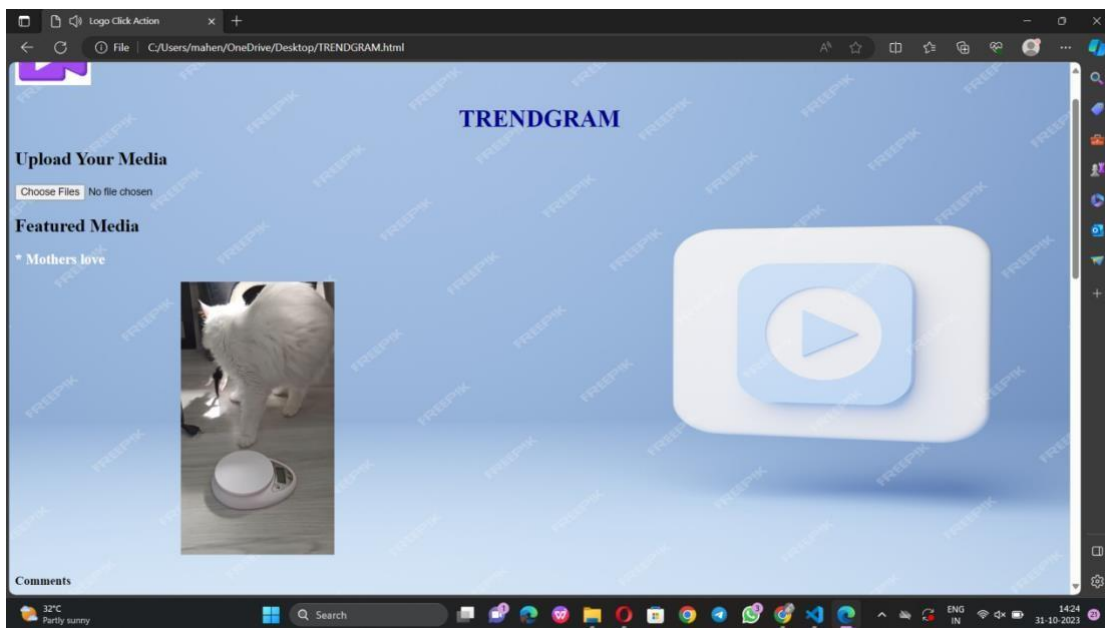 Logo Click Action
File C:/Users/mahen/OneDrive/Desktop/TRENDGRAM.html
TRENDGRAM
Upload Your Media
Choose Files No file chosen
Featured Media
* Mothers love
Comments
FREEPIK
32°C
Partly sunny
Search
ENG
IN
14:24
31-10-2023